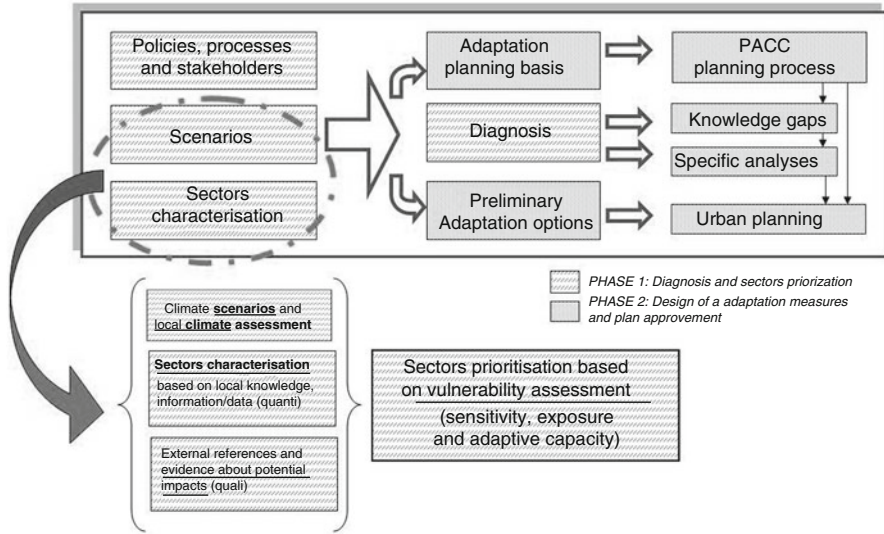 Policies, processes
and stakeholders
Scenarios
Sectors
characterisation
Adaptation
planning basis
Diagnosis
Preliminary
Adaptation options
PACC
planning process
Knowledge gaps
Specific analyses
Urban planning
PHASE 1: Diagnosis and sectors priorization
PHASE 2: Design of a adaptation measures
and plan approvement
Climate scenarios and
local climate assessment
Sectors characterisation
based on local knowledge,
information/data (quanti)
External references and
evidence about potential
impacts (quali)
Sectors prioritisation based
on vulnerability assessment
(sensitivity, exposure
and adaptive capacity)